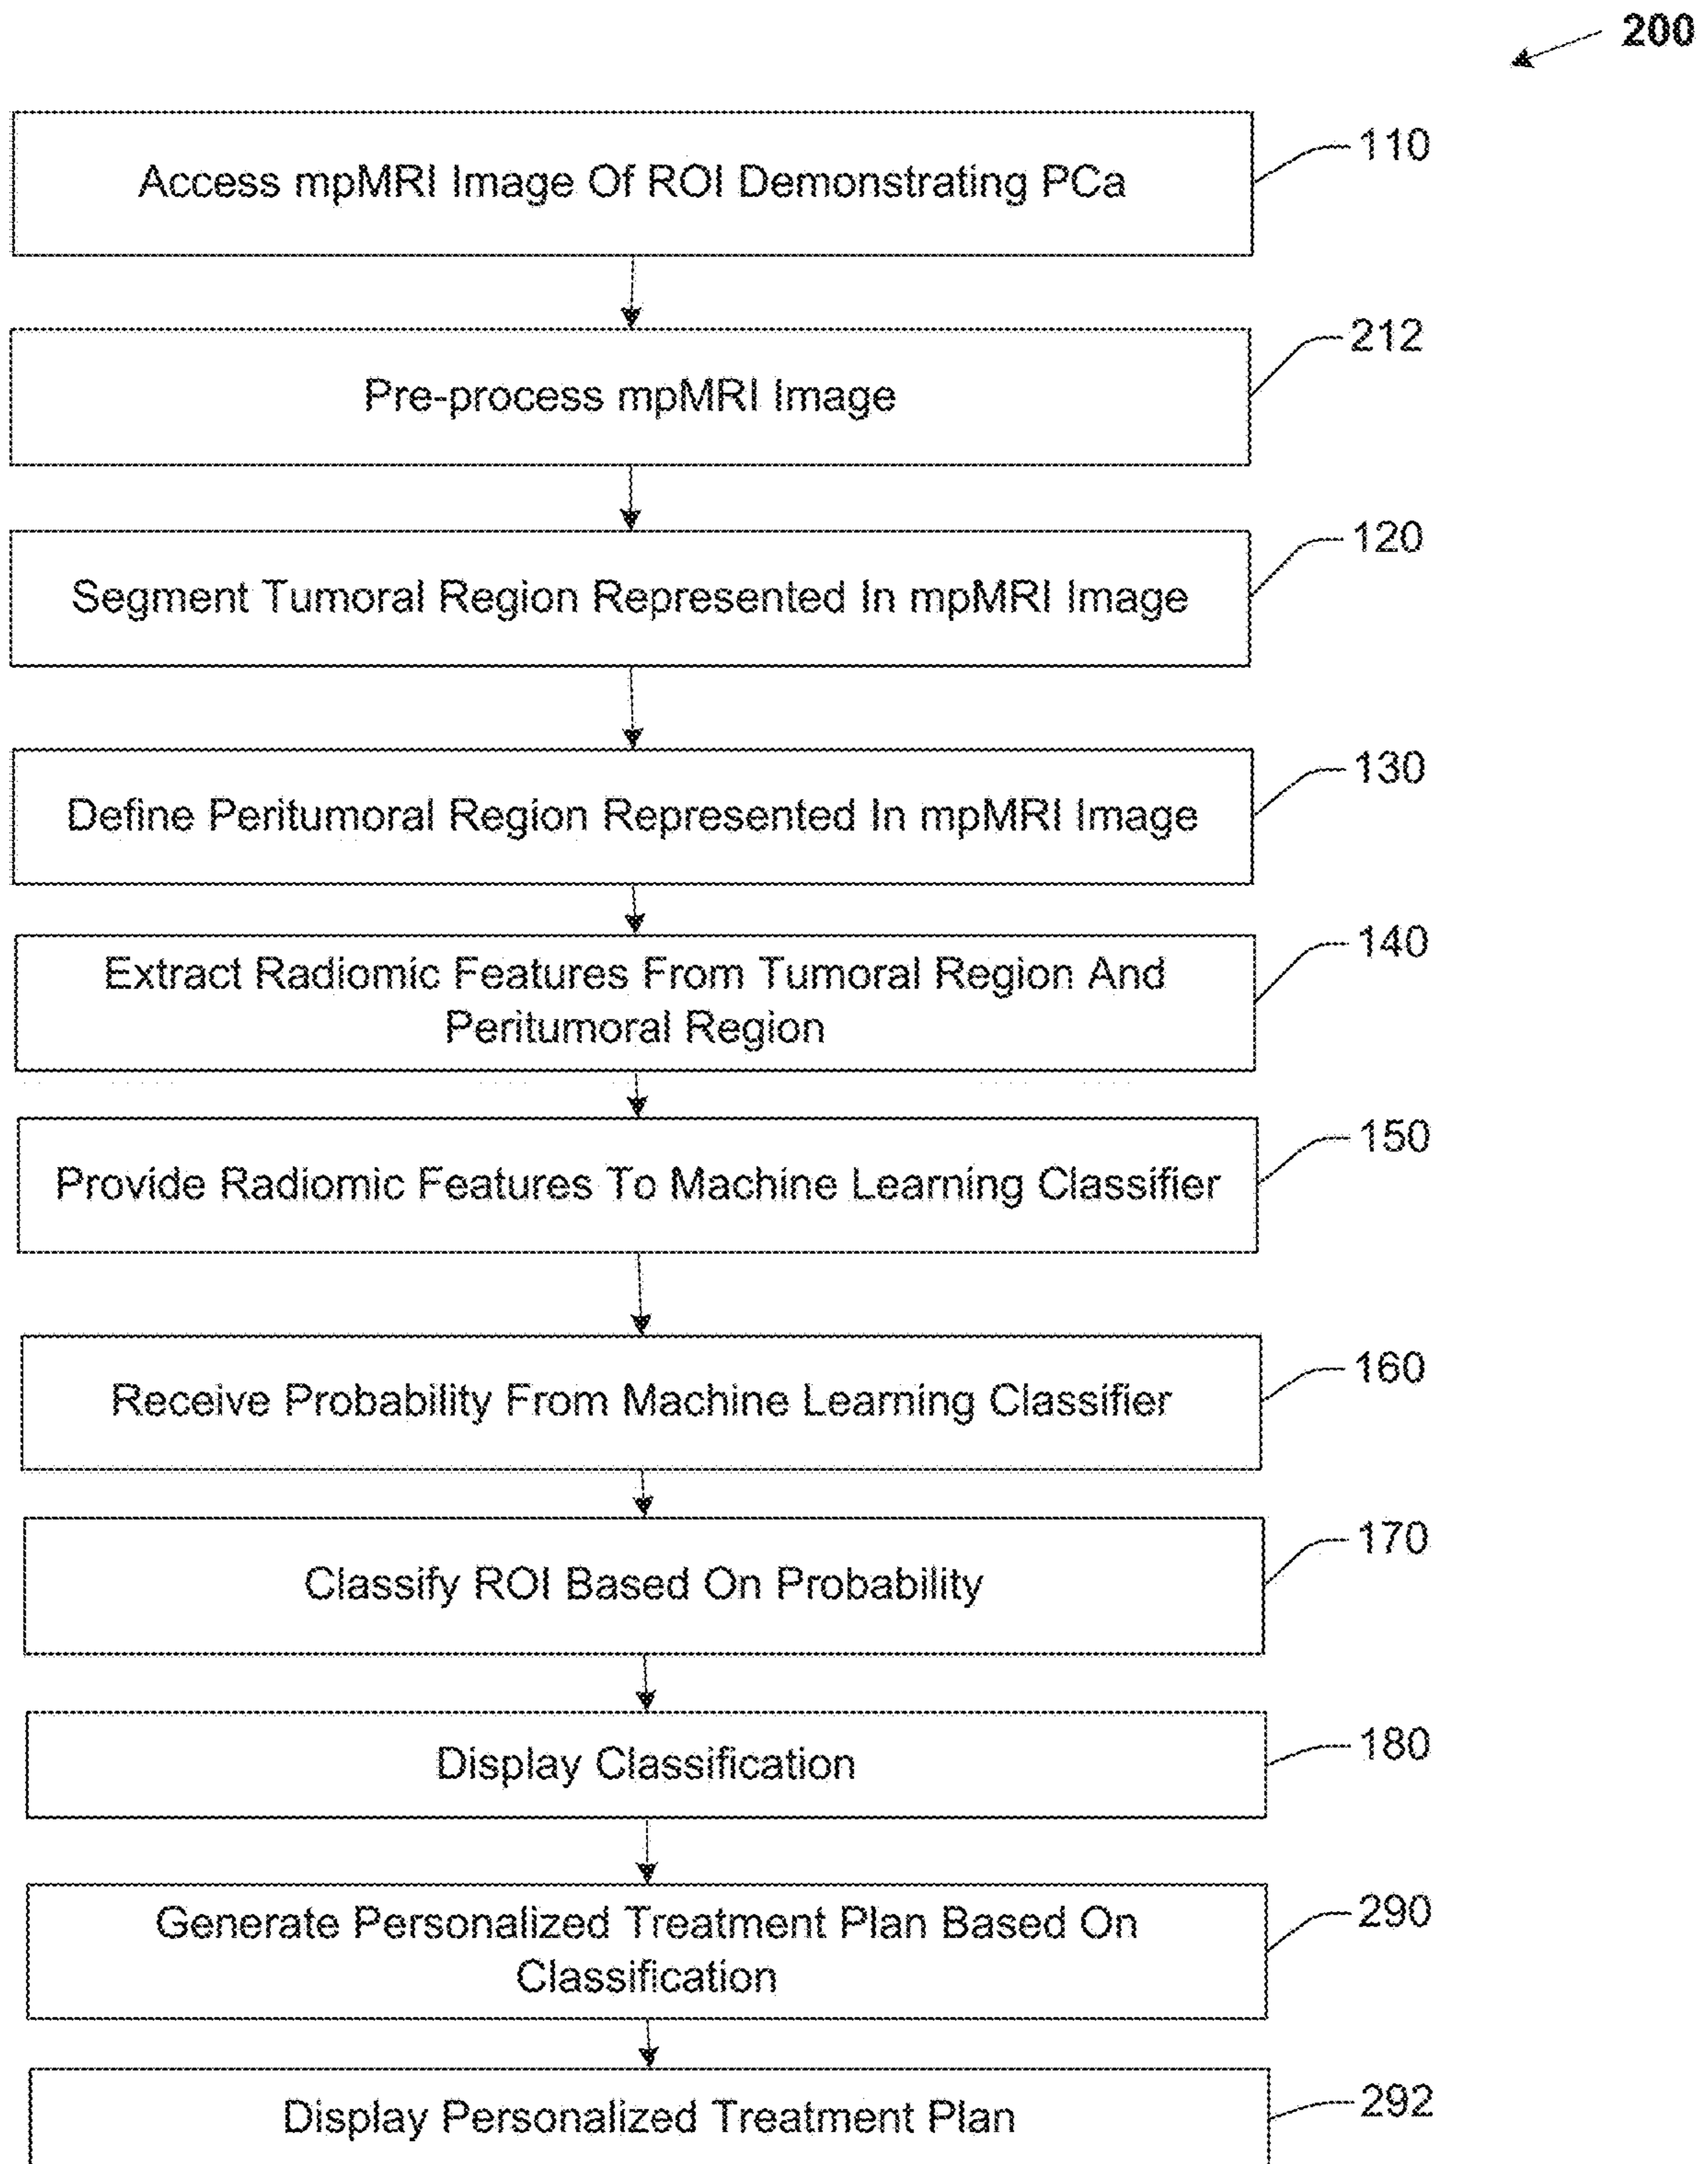 200
Access mpMRI Image Of ROI Demonstrating PCa
110
Pre-process mpMRI Image
212
Segment Tumoral Region Represented In mpMRI Image
120
Define Peritumoral Region Represented In mpMRI Image
130
Extract Radiomic Features From Tumoral Region And
Peritumoral Region
140
Provide Radiomic Features To Machine Learning Classifier
150
Receive Probability From Machine Learning Classifier
160
Classify ROI Based On Probability
170
Display Classification
180
Generate Personalized Treatment Plan Based On
Classification
290
Display Personalized Treatment Plan
292